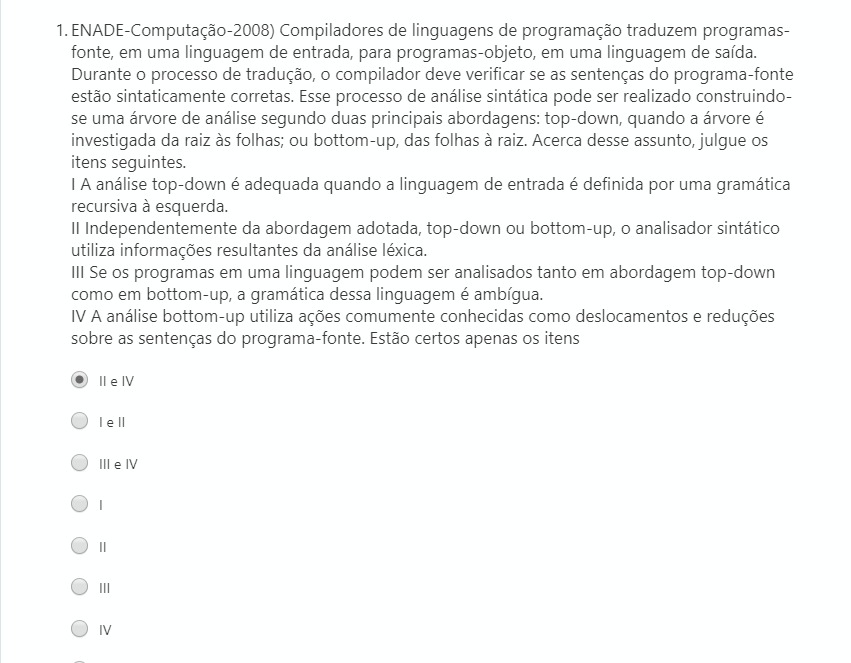 1. ENADE-Computação-2008) Compiladores de linguagens de programação traduzem programas-
fonte, em uma linguagem de entrada, para programas-objeto, em uma linguagem de saída.
Durante o processo de tradução, o compilador deve verificar se as sentenças do programa-fonte
estão sintaticamente corretas. Esse processo de análise sintática pode ser realizado construindo-
se uma árvore de análise segundo duas principais abordagens: top-down, quando a árvore é
investigada da raiz às folhas; ou bottom-up, das folhas à raiz. Acerca desse assunto, julgue os
itens seguintes.
I A análise top-down é adequada quando a linguagem de entrada é definida por uma gramática
recursiva à esquerda.
II Independentemente da abordagem adotada, top-down ou bottom-up, o analisador sintático
utiliza informações resultantes da análise léxica.
III Se os programas em uma linguagem podem ser analisados tanto em abordagem top-down
como em bottom-up, a gramática dessa linguagem é ambígua.
IV A análise bottom-up utiliza ações comumente conhecidas como deslocamentos e reduções
sobre as sentenças do programa-fonte. Estão certos apenas os itens
II e IV
I e II
III e IV
I
II
III
IV